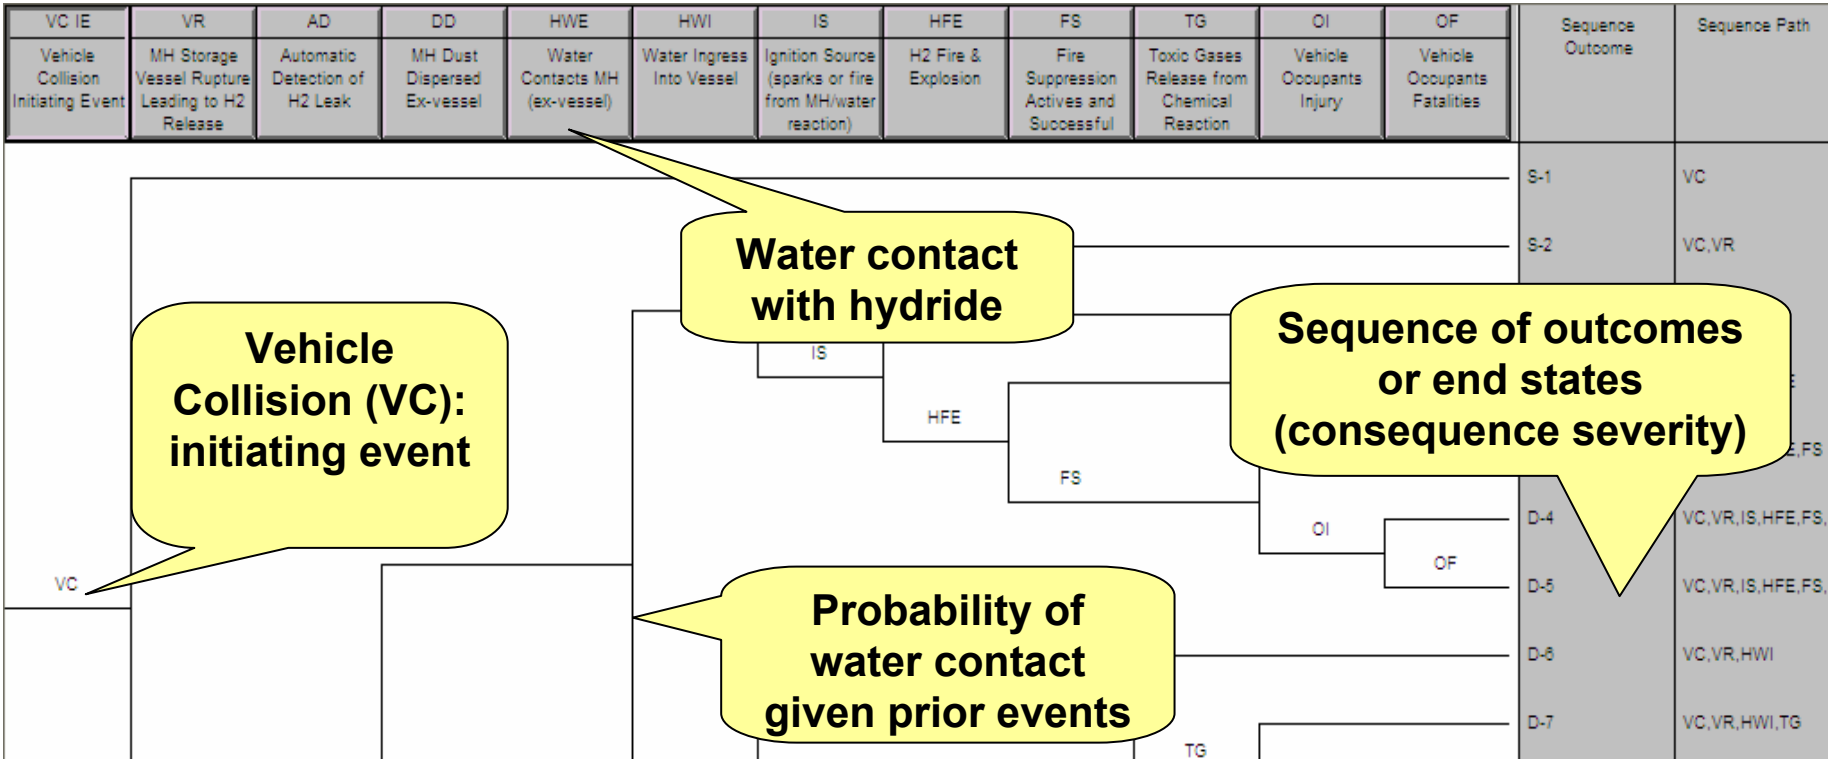 VC IE
VR
AD
DD
HWE
HWI
IS
HFE
FS
TG
OI
OF
Vehicle
Collision
Initiating Event
MH Storage
Vessel Rupture
Leading to H2
Release
Automatic
Detection of
H2 Leak
MH Dust
Dispersed
Ex-vessel
Water
Contacts MH
(ex-vessel)
Water Ingress
Into Vessel
Ignition Source
(sparks or fire
from MH/water
reaction)
H2 Fire &
Explosion
Fire
Suppression
Actives and
Successful
Toxic Gases
Release from
Chemical
Reaction
Vehicle
Occupants
Injury
Vehicle
Occupants
Fatalities
Sequence
Outcome
Sequence Path
S-1
VC
S-2
VC,VR
Water contact
with hydride
Vehicle
Collision (VC):
initiating event
Sequence of outcomes
or end states
(consequence severity)
IS
HFE
E,FS
FS
D-4
VC,VR,IS,HFE,FS,
OI
OF
VC
D-5
VC,VR,IS,HFE,FS,
Probability of
water contact
given prior events
D-6
VC,VR,HWI
D-7
VC,VR,HWI,TG
TG